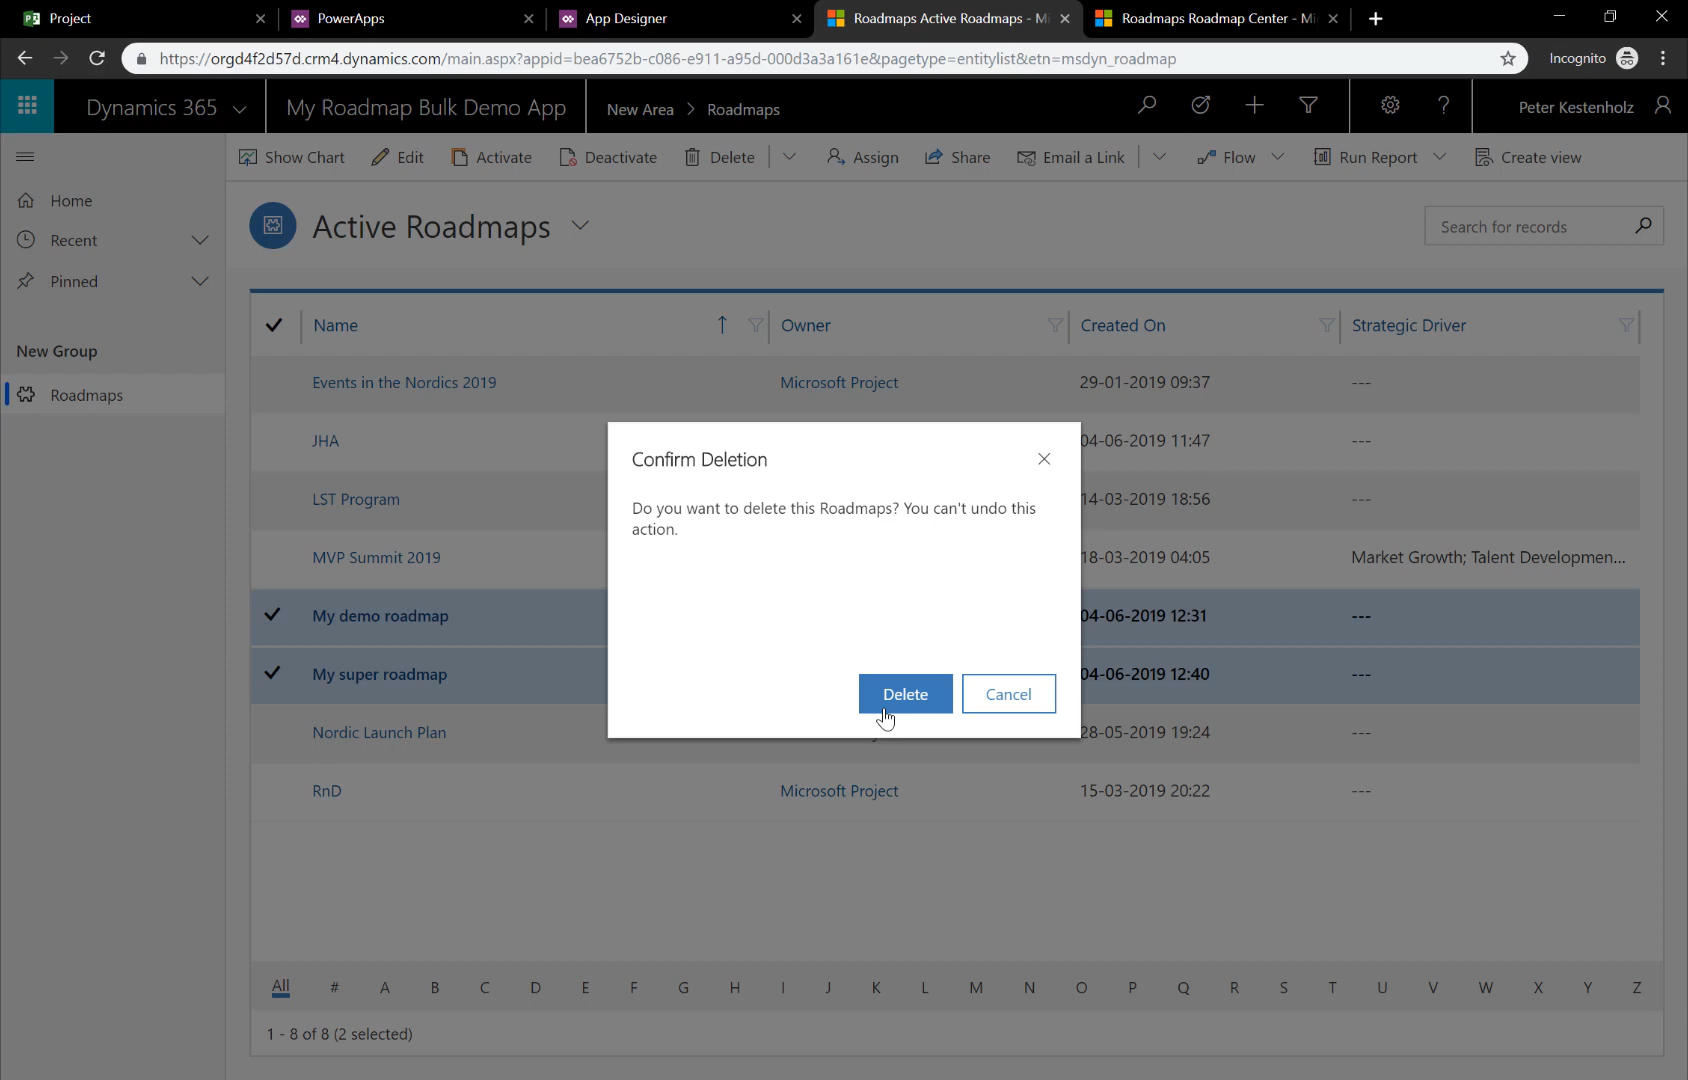 Project
PowerApps
App Designer
Roadmaps Active Roadmaps - Mi
Roadmaps Roadmap Center - Mi
https://orgd4f2d57d.crm4.dynamics.com/main.aspx?appid=bea6752b-c086-e911-a95d-000d3a3a161e&pagetype=entitylist&etn=msdyn_roadmap
Incognito
Dynamics 365
My Roadmap Bulk Demo App
New Area > Roadmaps
Peter Kestenholz
Show Chart
Edit
Activate
Deactivate
Delete
Assign
Share
Email a Link
Flow
Run Report
Create view
Home
Recent
Pinned
New Group
Roadmaps
Active Roadmaps
Search for records
Name Owner Created On Strategic Driver
Events in the Nordics 2019 Microsoft Project 29-01-2019 09:37 ---
JHA 04-06-2019 11:47 ---
LST Program 14-03-2019 18:56 ---
MVP Summit 2019 18-03-2019 04:05 Market Growth; Talent Developmen...
My demo roadmap 04-06-2019 12:31 ---
My super roadmap 04-06-2019 12:40 ---
Nordic Launch Plan 28-05-2019 19:24 ---
RnD Microsoft Project 15-03-2019 20:22 ---
Confirm Deletion
Do you want to delete this Roadmaps? You can't undo this
action.
Delete
Cancel
All # A B C D E F G H I J K L M N O P Q R S T U V W X Y Z
1 - 8 of 8 (2 selected)